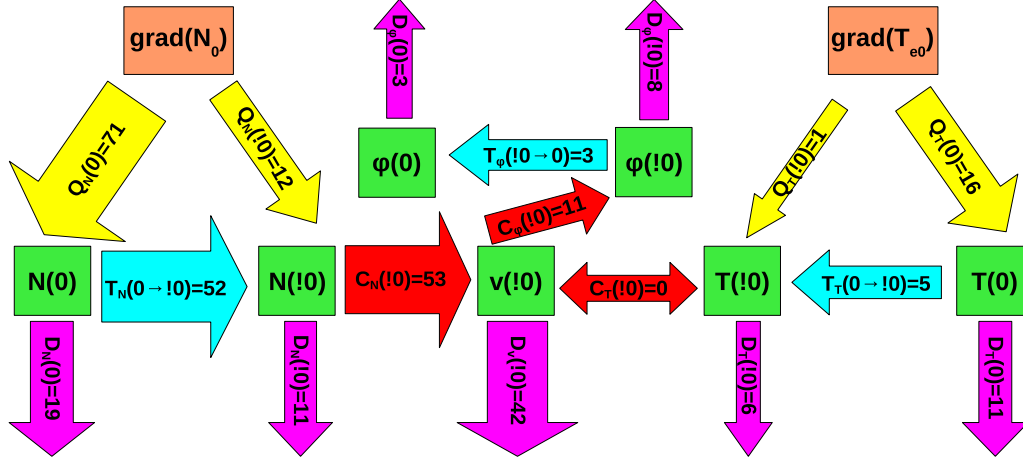 grad(N₀)
D_φ(0)=3
D_φ(!0)=8
grad(T_e0)
Q_N(0)=71
Q_N(!0)=12
φ(0)
T_φ(!0→0)=3
φ(!0)
Q_T(!0)=1
Q_T(0)=16
C_φ(!0)=11
N(0)
T_N(0→!0)=52
N(!0)
C_N(!0)=53
v(!0)
C_T(!0)=0
T(!0)
T_T(0→!0)=5
T(0)
D_N(0)=19
D_N(!0)=11
D_v(!0)=42
D_T(!0)=6
D_T(0)=11